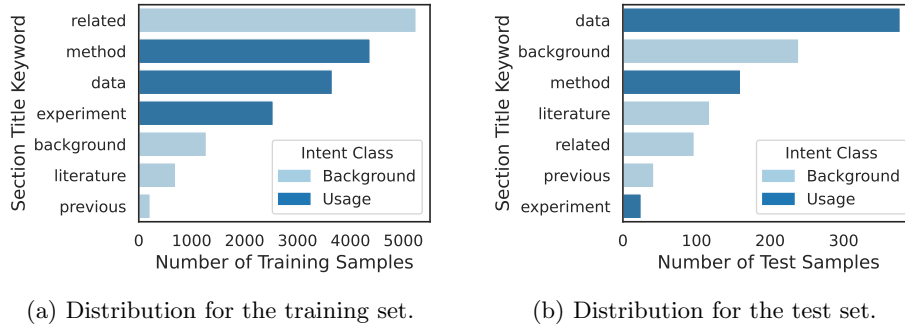 related
method
data
experiment
background
literature
previous
Section Title Keyword
Intent Class
Background
Usage
0 1000 2000 3000 4000 5000
Number of Training Samples
(a) Distribution for the training set.
data
background
method
literature
related
previous
experiment
Section Title Keyword
Intent Class
Background
Usage
0 100 200 300
Number of Test Samples
(b) Distribution for the test set.